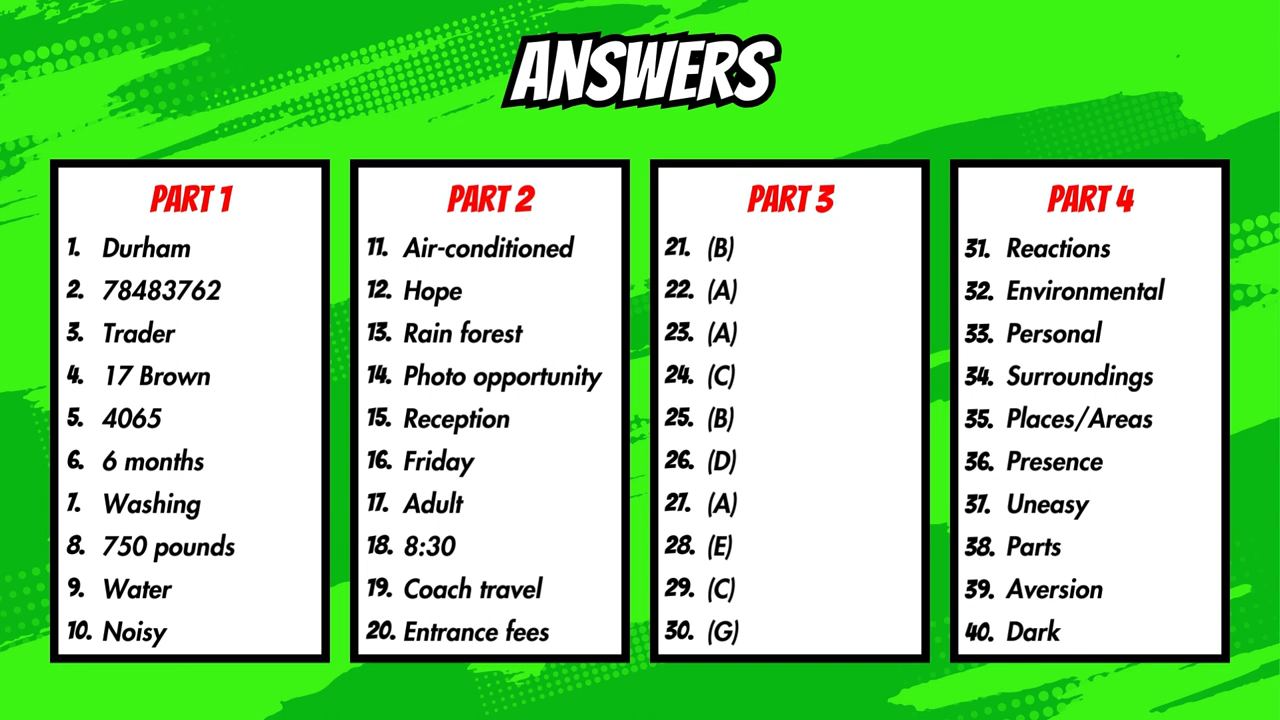 ANSWERS
PART 1
1. Durham
2. 78483762
3. Trader
4. 17 Brown
5. 4065
6. 6 months
7. Washing
8. 750 pounds
9. Water
10. Noisy
PART 2
11. Air-conditioned
12. Hope
13. Rain forest
14. Photo opportunity
15. Reception
16. Friday
17. Adult
18. 8:30
19. Coach travel
20. Entrance fees
PART 3
21. (B)
22. (A)
23. (A)
24. (C)
25. (B)
26. (D)
27. (A)
28. (E)
29. (C)
30. (G)
PART 4
31. Reactions
32. Environmental
33. Personal
34. Surroundings
35. Places/Areas
36. Presence
37. Uneasy
38. Parts
39. Aversion
40. Dark